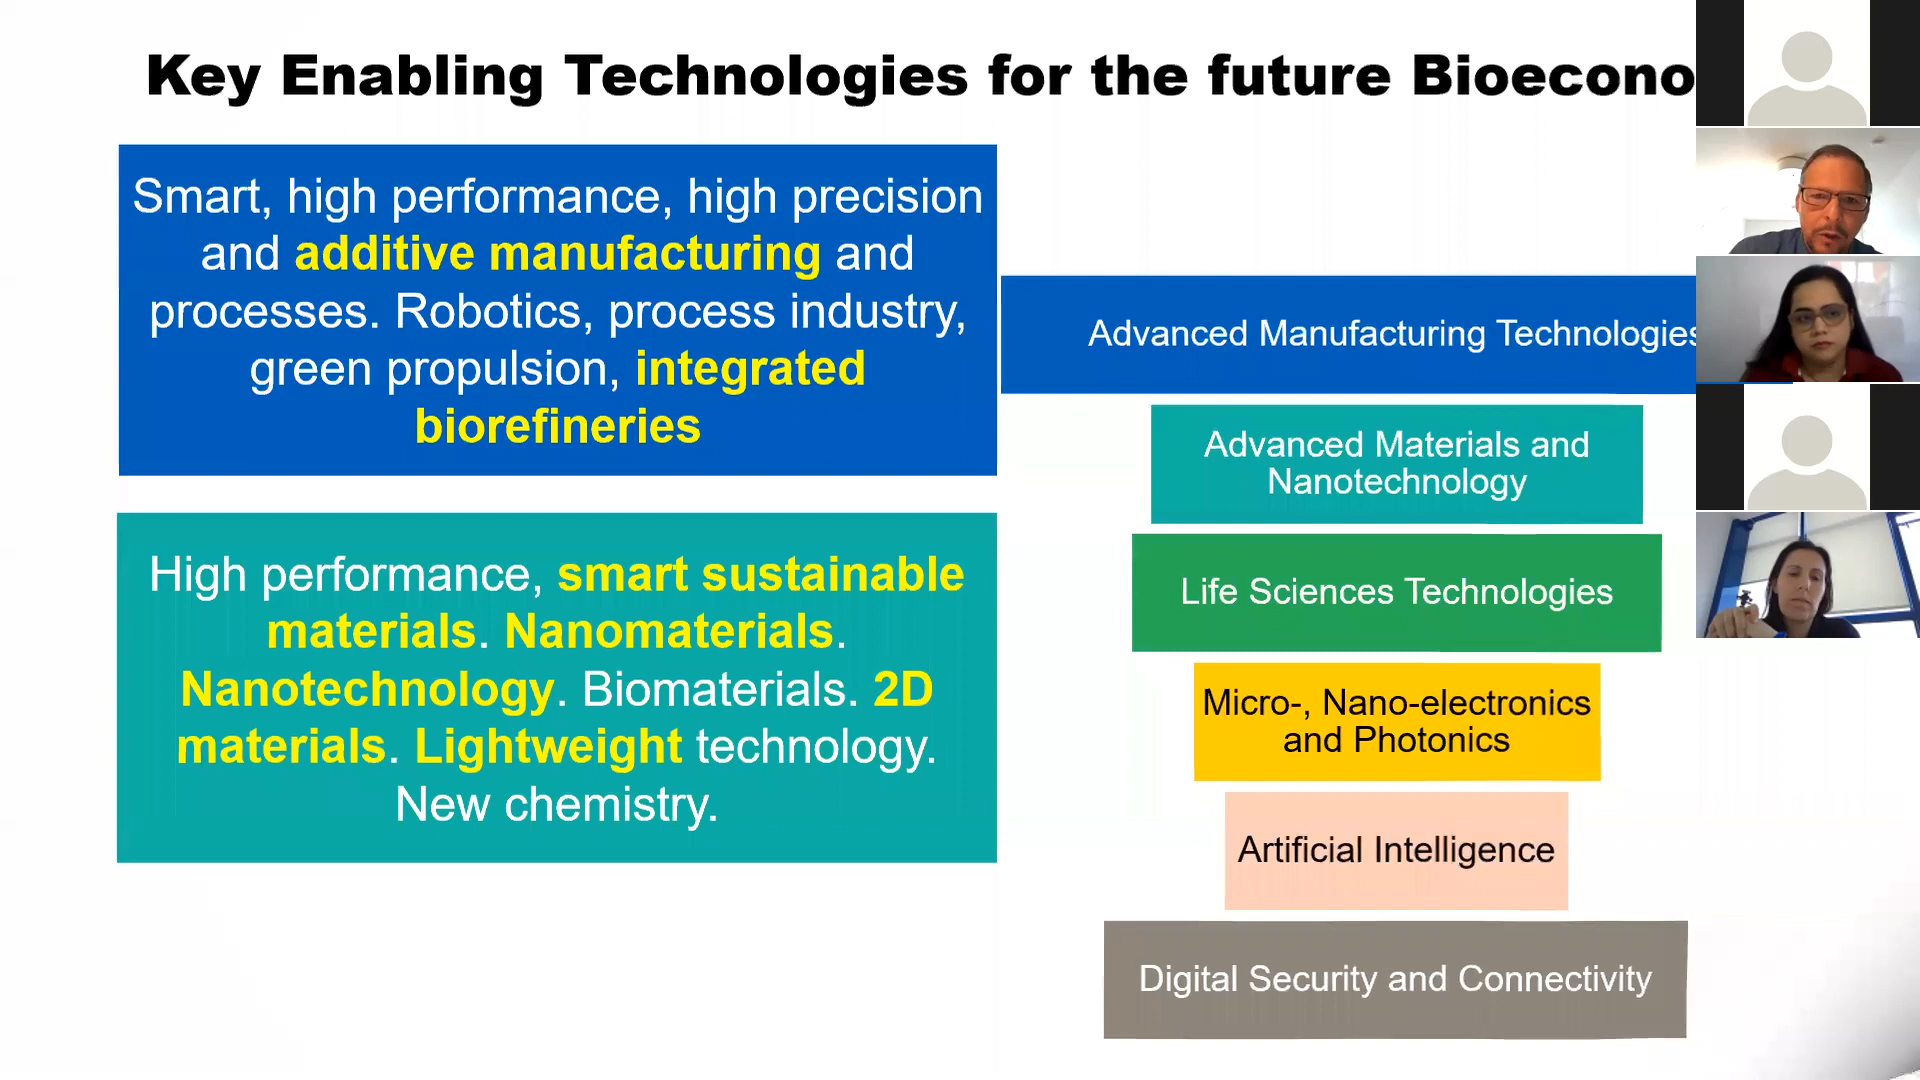 Key Enabling Technologies for the future Bioecono
Smart, high performance, high precision
and additive manufacturing and
processes. Robotics, process industry,
green propulsion, integrated
biorefineries
High performance, smart sustainable
materials. Nanomaterials.
Nanotechnology. Biomaterials. 2D
materials. Lightweight technology.
New chemistry.
Advanced Manufacturing Technologies
Advanced Materials and
Nanotechnology
Life Sciences Technologies
Micro-, Nano-electronics
and Photonics
Artificial Intelligence
Digital Security and Connectivity